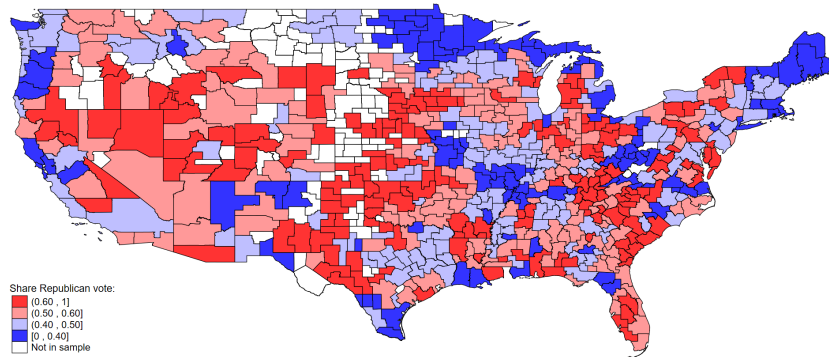 Share Republican vote:
(0.60 , 1]
(0.50 , 0.60]
(0.40 , 0.50]
[0 , 0.40]
Not in sample